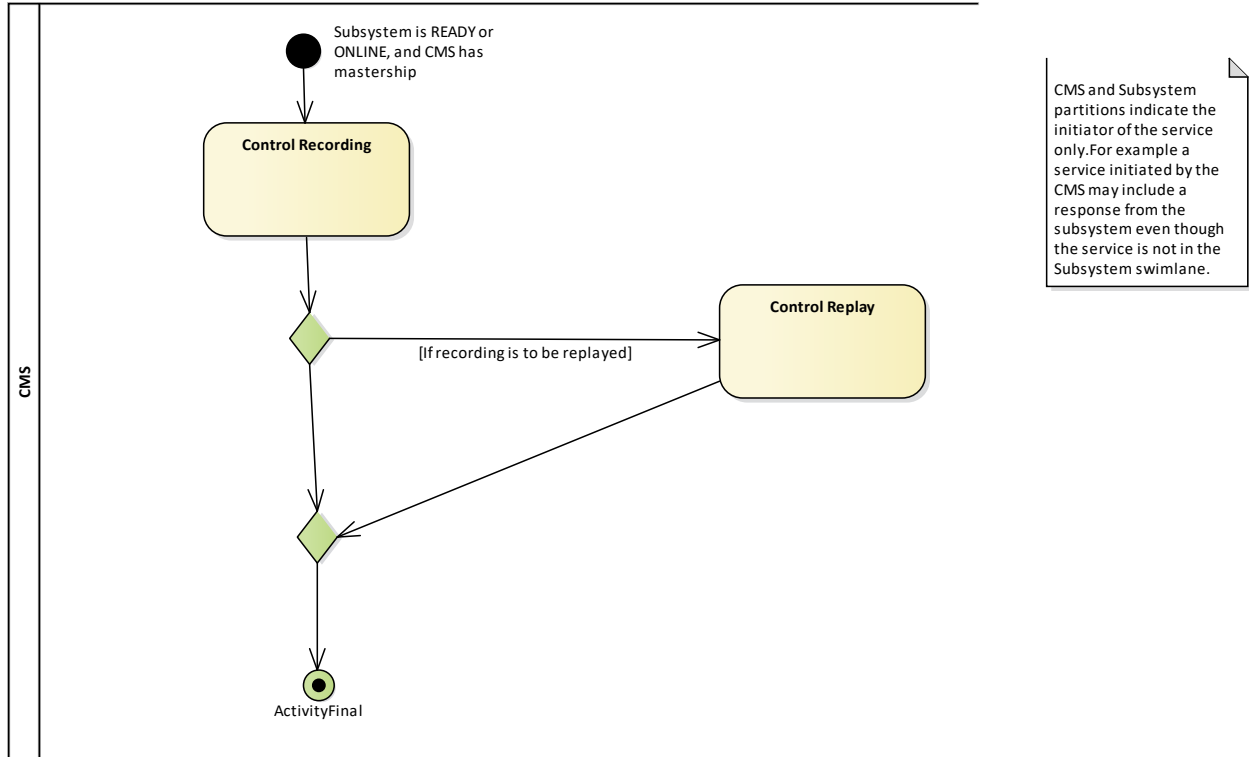 Subsystem is READY or
ONLINE, and CMS has
mastership
CMS and Subsystem
partitions indicate the
initiator of the service
only.For example a
service initiated by the
CMS may include a
response from the
subsystem even though
the service is not in the
Subsystem swimlane.
Control Recording
Control Replay
[If recording is to be replayed]
CMS
ActivityFinal